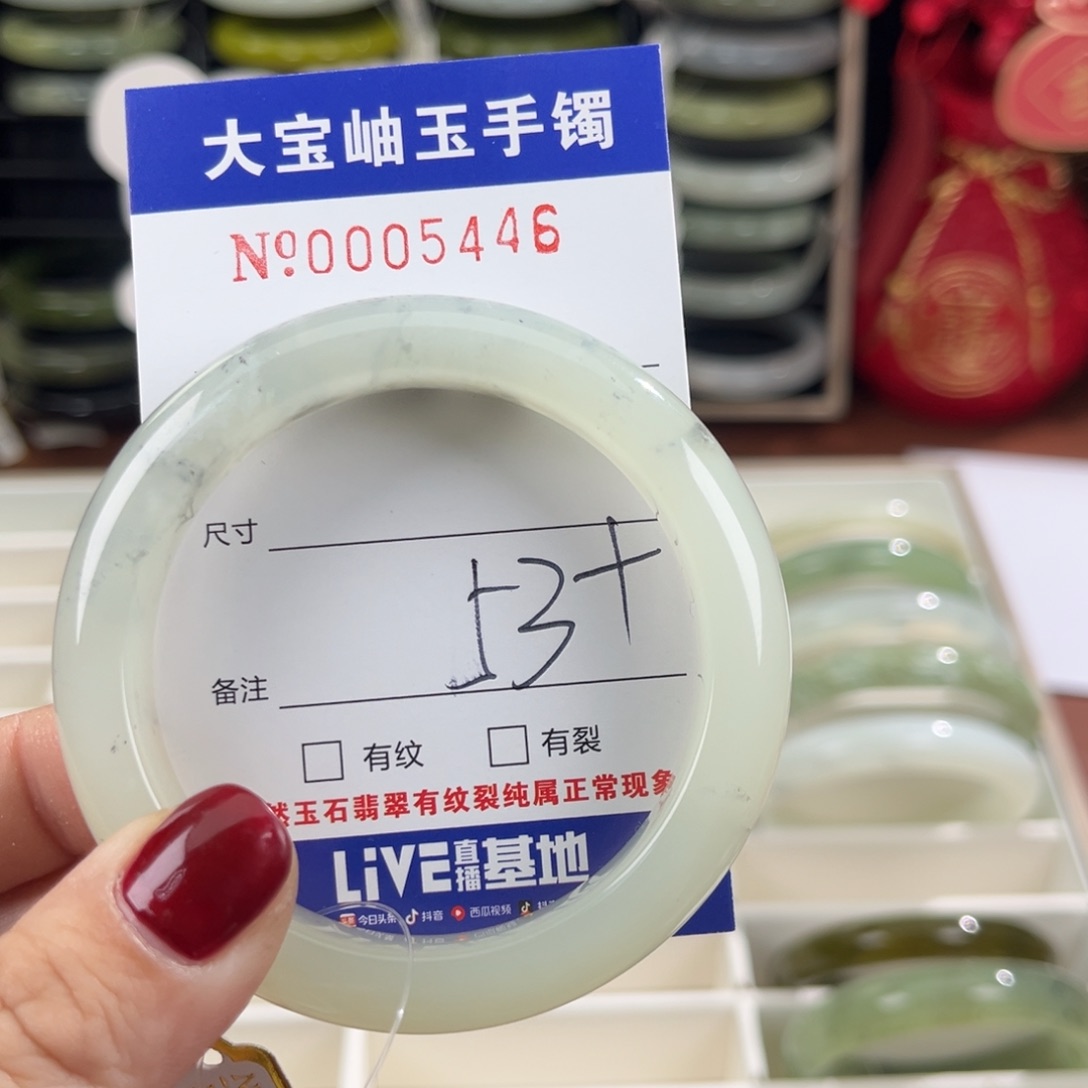 大宝岫玉手镯
Nº0005446
尺寸
53+
备注
有纹 有裂
然玉石翡翠有纹裂纯属正常现象
LiVE直播基地
今日头条 抖音 西瓜视频